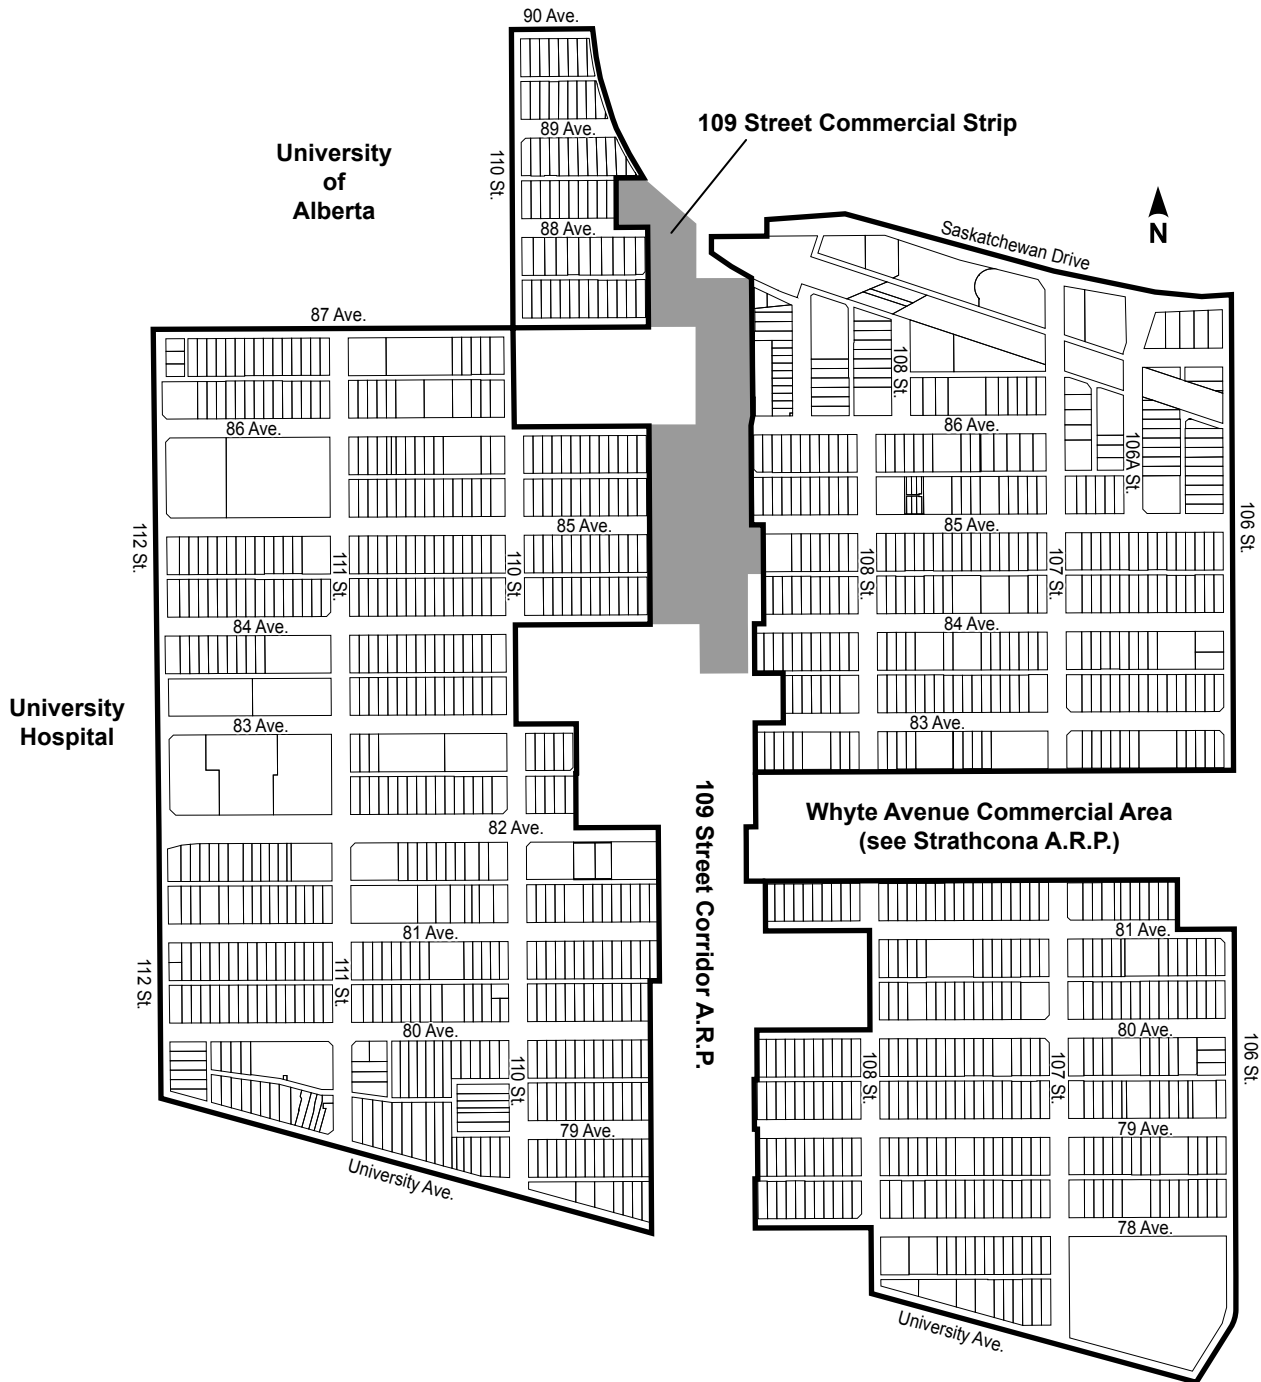 90 Ave.
109 Street Commercial Strip
89 Ave.
University
of
Alberta
110 St.
N
88 Ave.
Saskatchewan Drive
87 Ave.
108 St.
86 Ave.
86 Ave.
106A St.
85 Ave.
85 Ave.
112 St.
111 St.
110 St.
108 St.
107 St.
106 St.
84 Ave.
84 Ave.
University
Hospital
83 Ave.
83 Ave.
109 Street Corridor A.R.P.
Whyte Avenue Commercial Area
(see Strathcona A.R.P.)
82 Ave.
81 Ave.
81 Ave.
112 St.
111 St.
80 Ave.
80 Ave.
110 St.
108 St.
107 St.
106 St.
79 Ave.
79 Ave.
University Ave.
78 Ave.
University Ave.